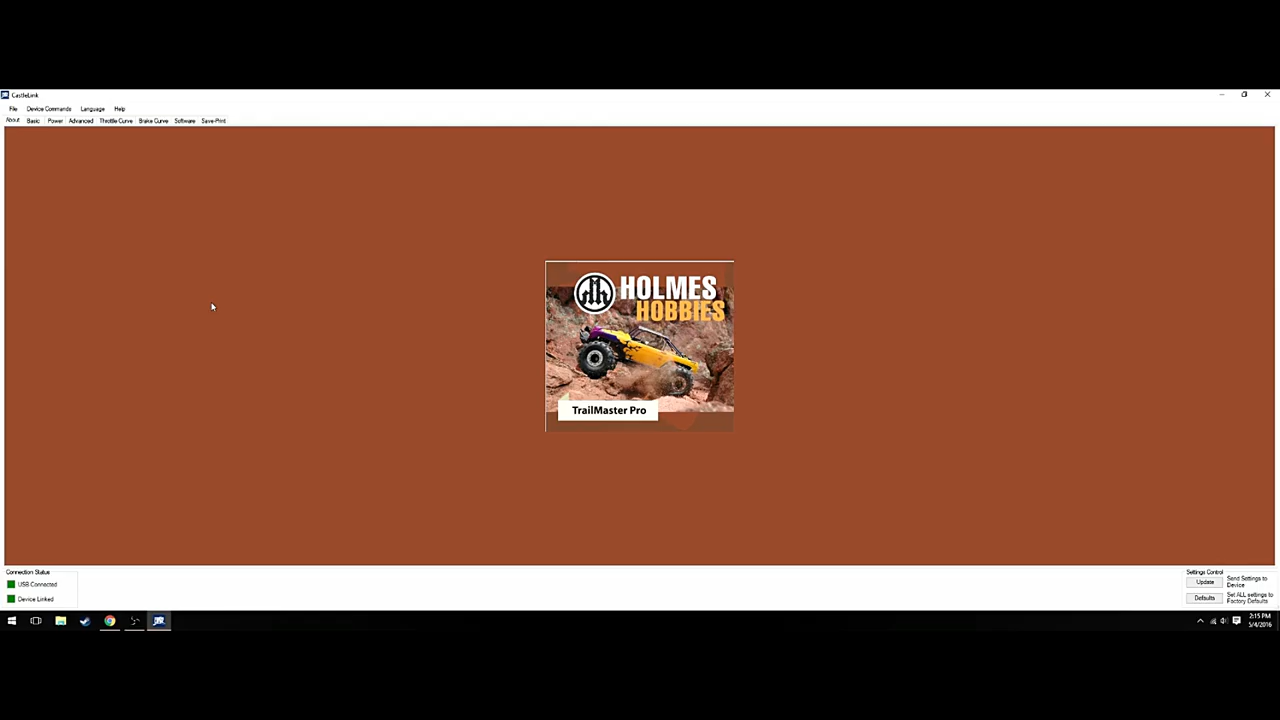 CastleLink
File Device Commands Language Help
About Basic Power Advanced Throttle Curve Brake Curve Software Save-Print
HOLMES
HOBBIES
TrailMaster Pro
Connection Status
USB Connected
Device Linked
Settings Control
Update Send Settings to
Device
Defaults Set ALL settings to
Factory Defaults
2:15 PM
5/4/2016